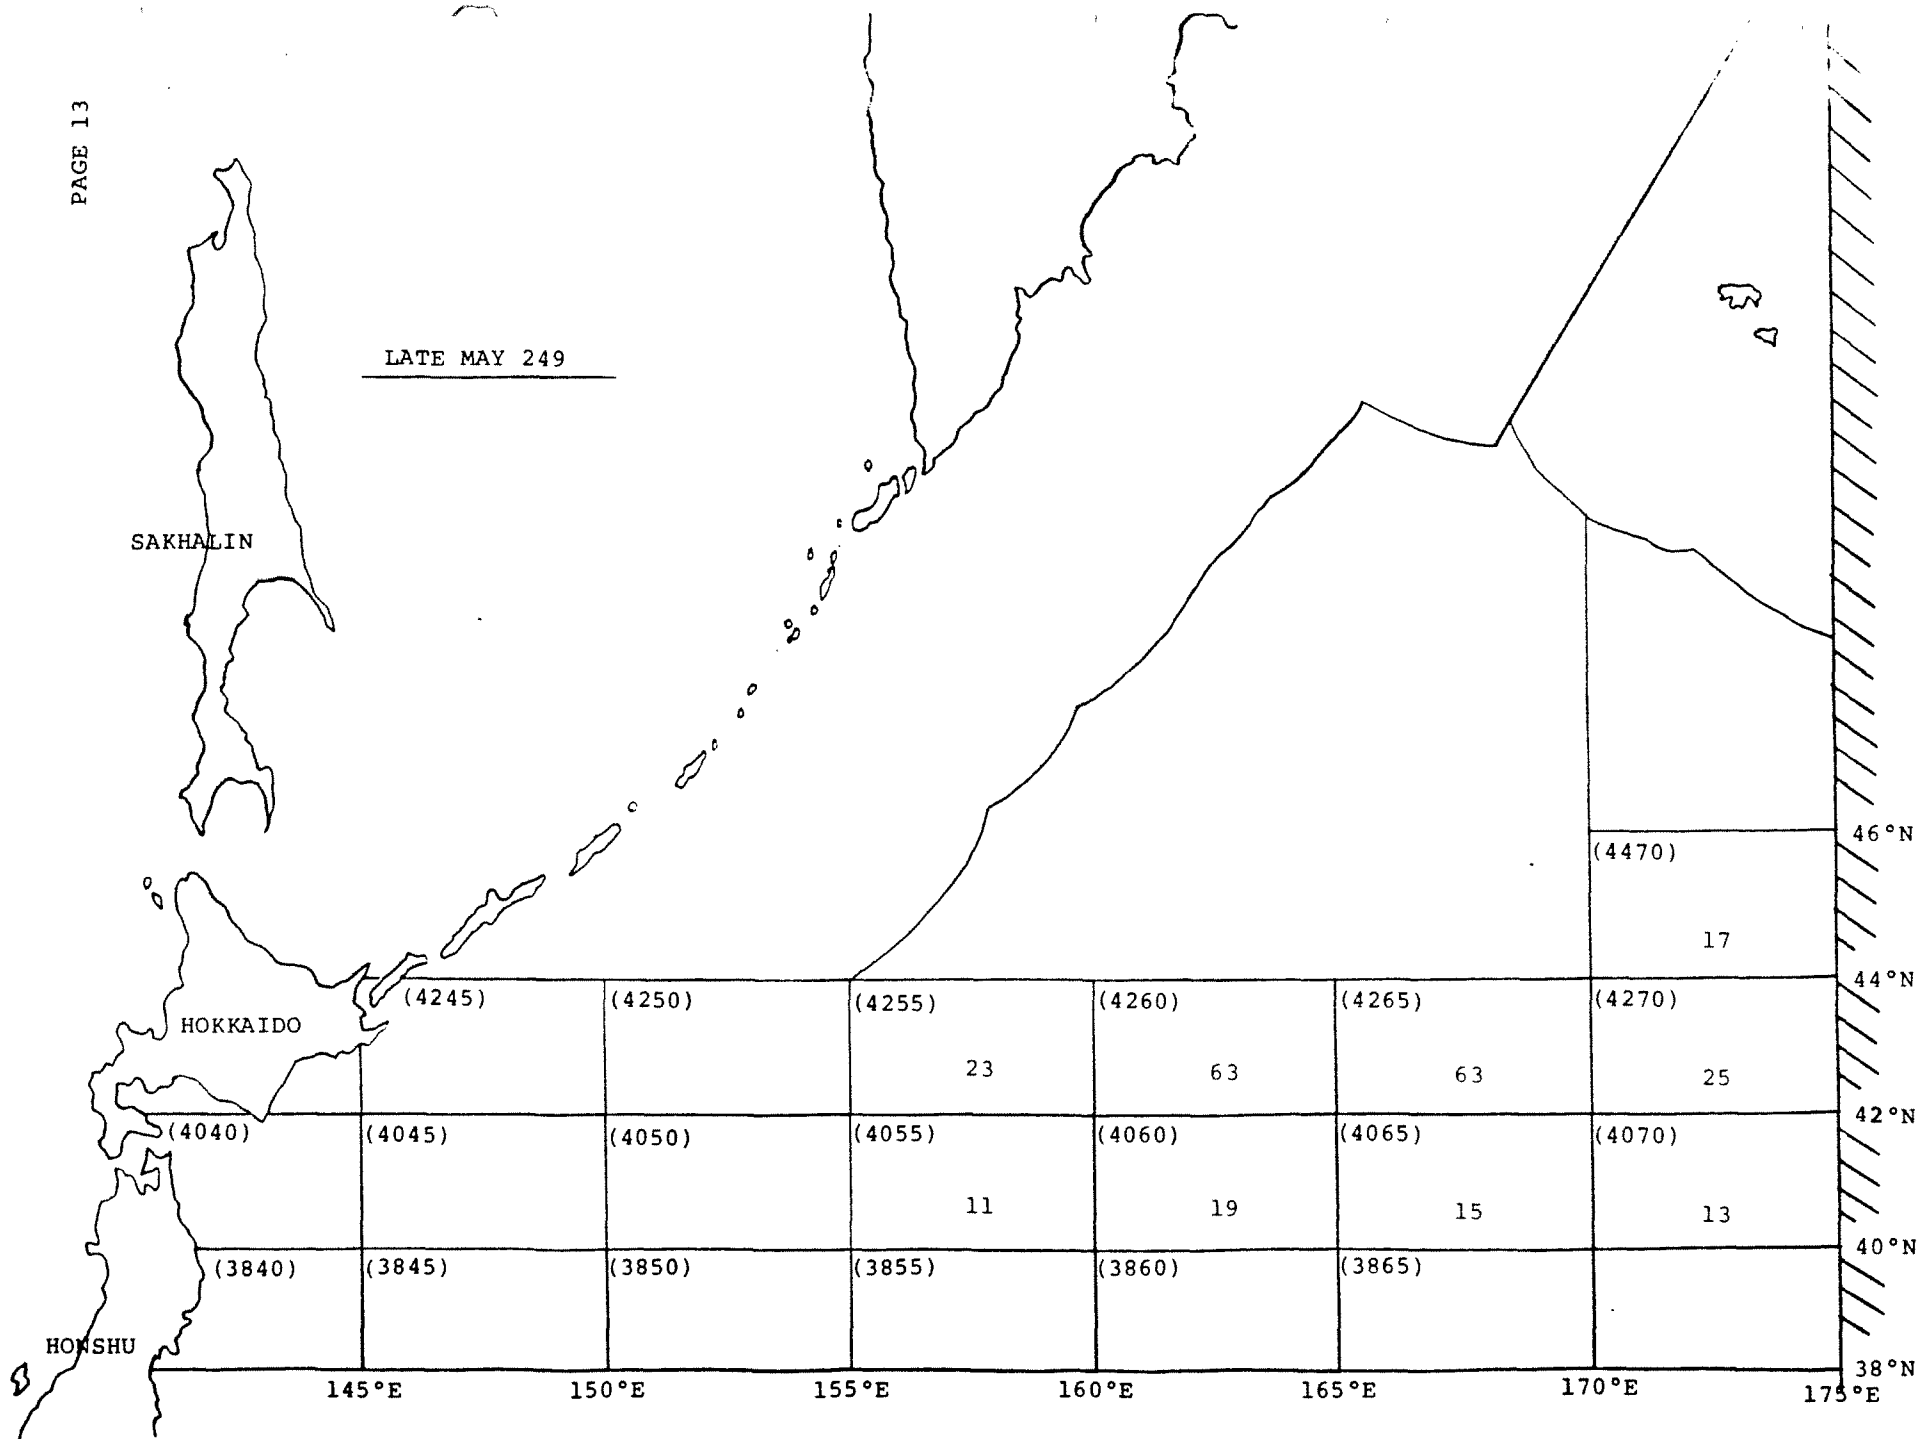 PAGE 13
LATE MAY 249
SAKHALIN
46°N
(4470)
17
44°N
(4245) (4250) (4255) (4260) (4265) (4270)
HOKKAIDO
23 63 63 25
42°N
(4040) (4045) (4050) (4055) (4060) (4065) (4070)
11 19 15 13
40°N
(3840) (3845) (3850) (3855) (3860) (3865)
HONSHU
38°N
145°E 150°E 155°E 160°E 165°E 170°E 175°E